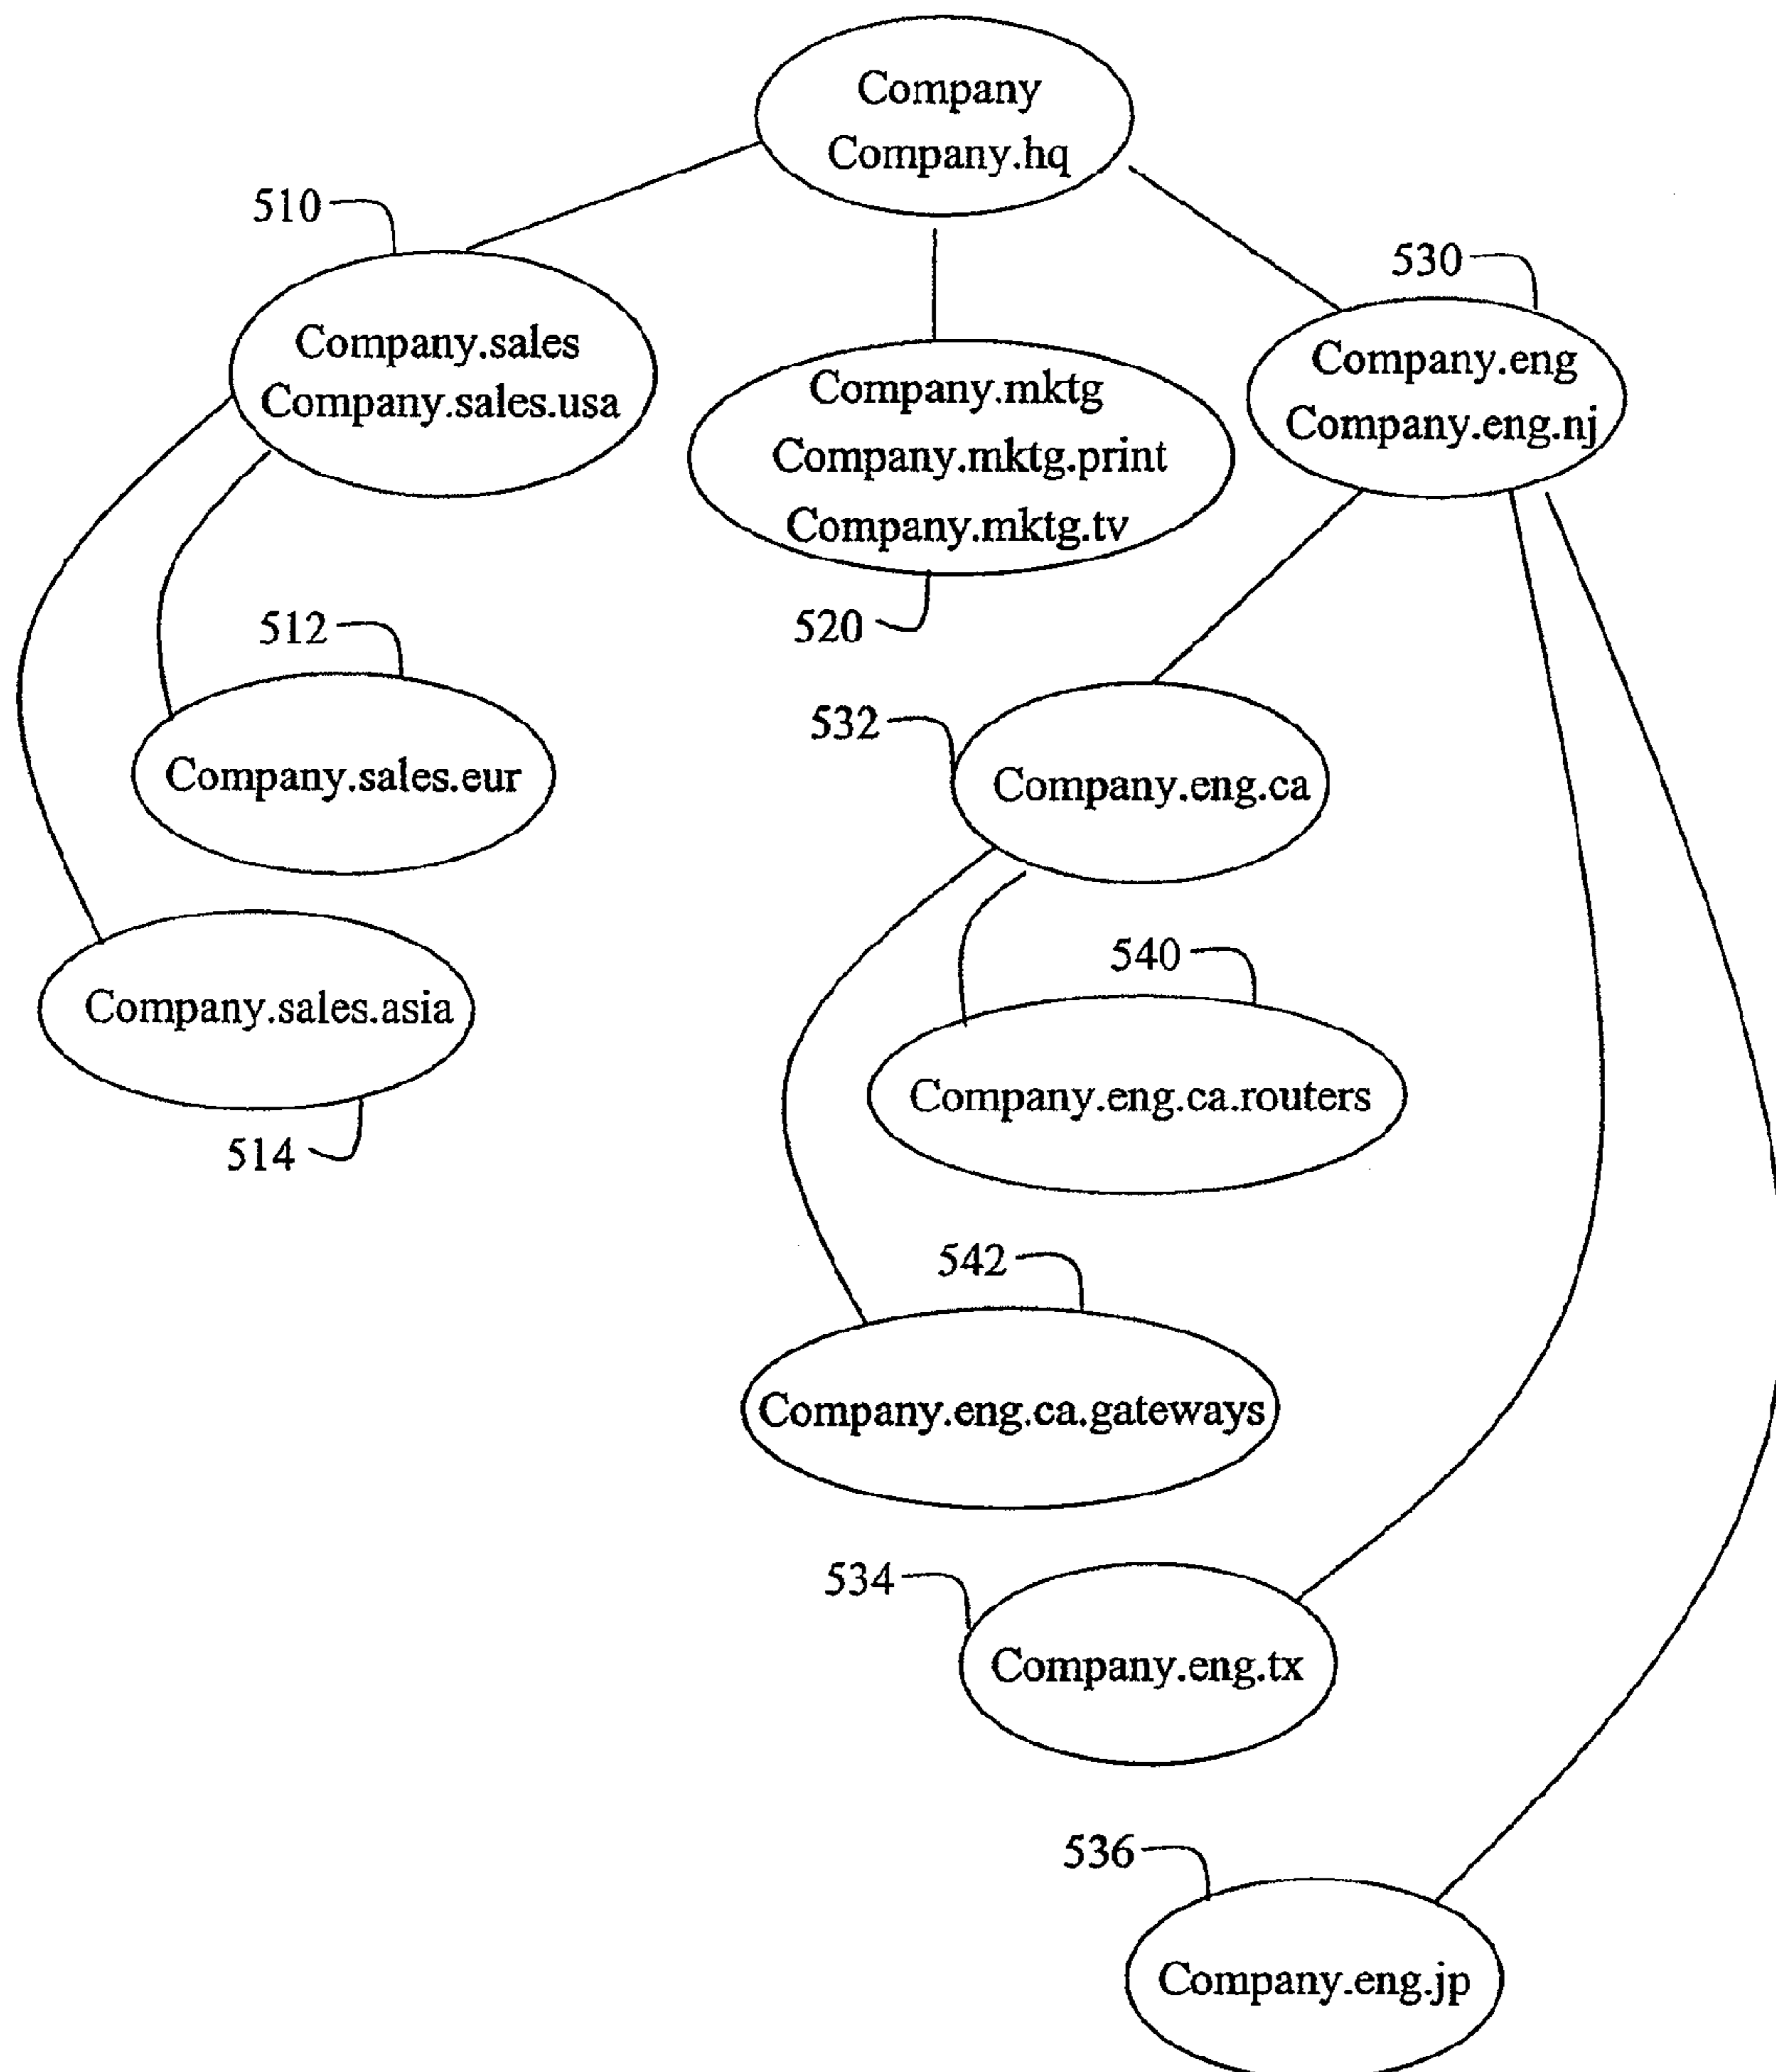 Company
Company.hq
510
530
Company.sales
Company.sales.usa
Company.mktg
Company.mktg.print
Company.mktg.tv
Company.eng
Company.eng.nj
512
520
532
Company.sales.eur
Company.eng.ca
540
Company.sales.asia
Company.eng.ca.routers
514
542
Company.eng.ca.gateways
534
Company.eng.tx
536
Company.eng.jp